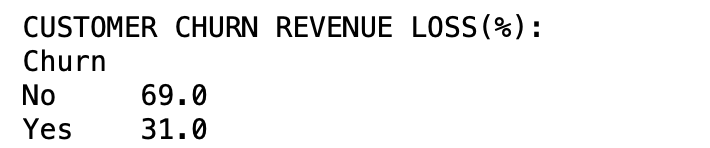 CUSTOMER CHURN REVENUE LOSS(%):
Churn
No     69.0
Yes    31.0